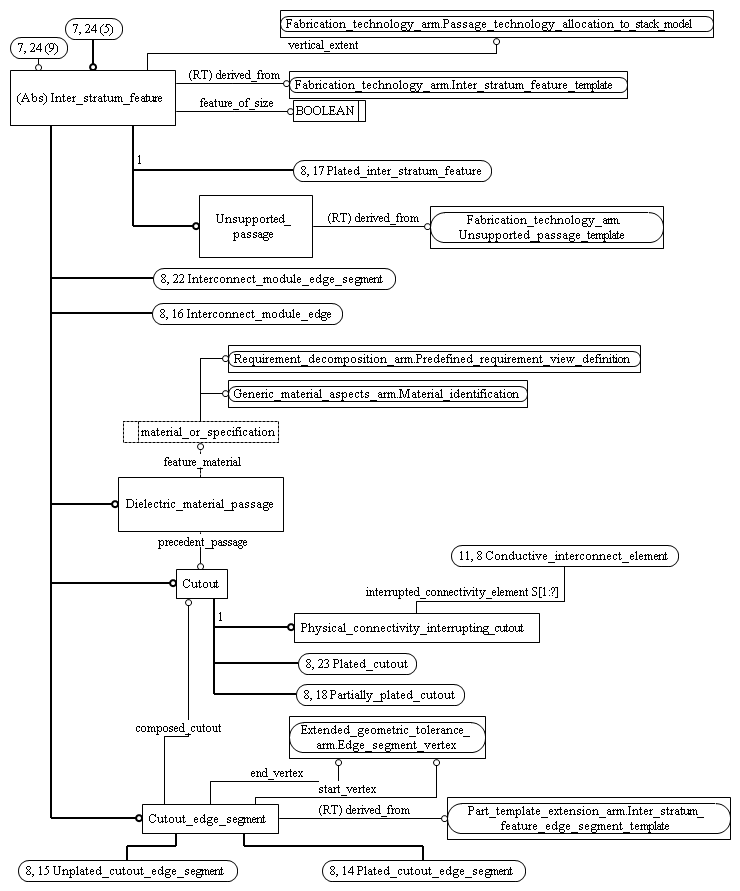 Fabrication_technology_arm.Passage_technology_allocation_to_stack_model
7, 24 (5)
7, 24 (9)
vertical_extent
(RT) derived_from
Fabrication_technology_arm.Inter_stratum_feature_template
(Abs) Inter_stratum_feature
feature_of_size
BOOLEAN
1
8, 17 Plated_inter_stratum_feature
Unsupported_
passage
(RT) derived_from
Fabrication_technology_arm.
Unsupported_passage_template
8, 22 Interconnect_module_edge_segment
8, 16 Interconnect_module_edge
Requirement_decomposition_arm.Predefined_requirement_view_definition
Generic_material_aspects_arm.Material_identification
material_or_specification
feature_material
Dielectric_material_passage
precedent_passage
11, 8 Conductive_interconnect_element
Cutout
interrupted_connectivity_element S[1:?]
1
Physical_connectivity_interrupting_cutout
8, 23 Plated_cutout
8, 18 Partially_plated_cutout
composed_cutout
Extended_geometric_tolerance_
arm.Edge_segment_vertex
end_vertex
start_vertex
Cutout_edge_segment
(RT) derived_from
Part_template_extension_arm.Inter_stratum_
feature_edge_segment_template
8, 15 Unplated_cutout_edge_segment
8, 14 Plated_cutout_edge_segment